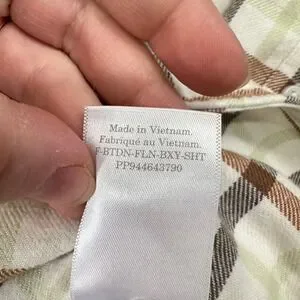 Made in Vietnam.
Fabriqué au Vietnam.
F-BTDN-FLN-BXY-SHT
PP944643790